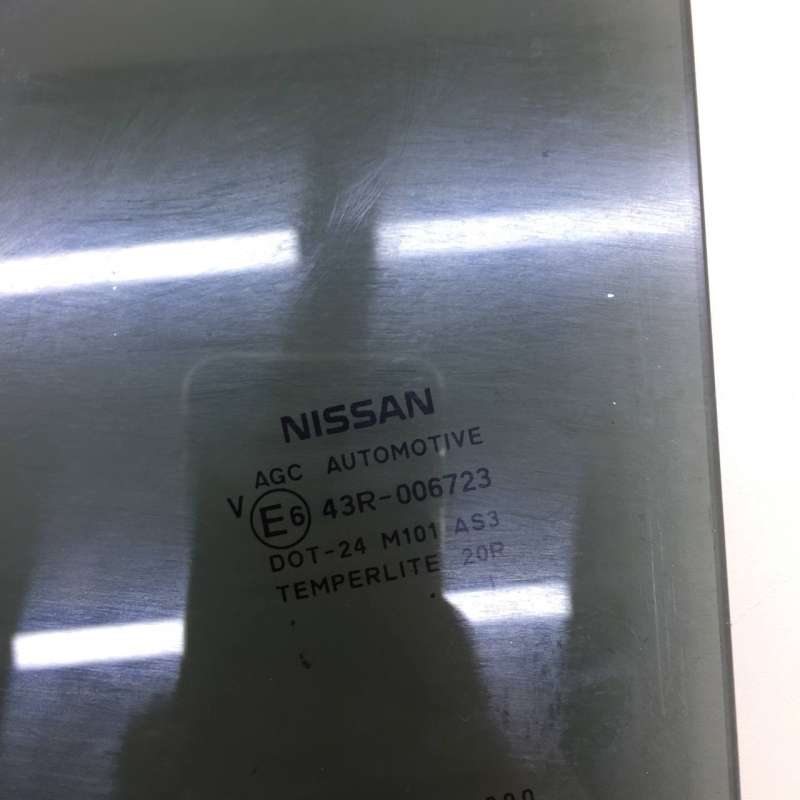 NISSAN
AGC AUTOMOTIVE
V E6 43R-006723
DOT-24 M101 AS3
TEMPERLITE 20R